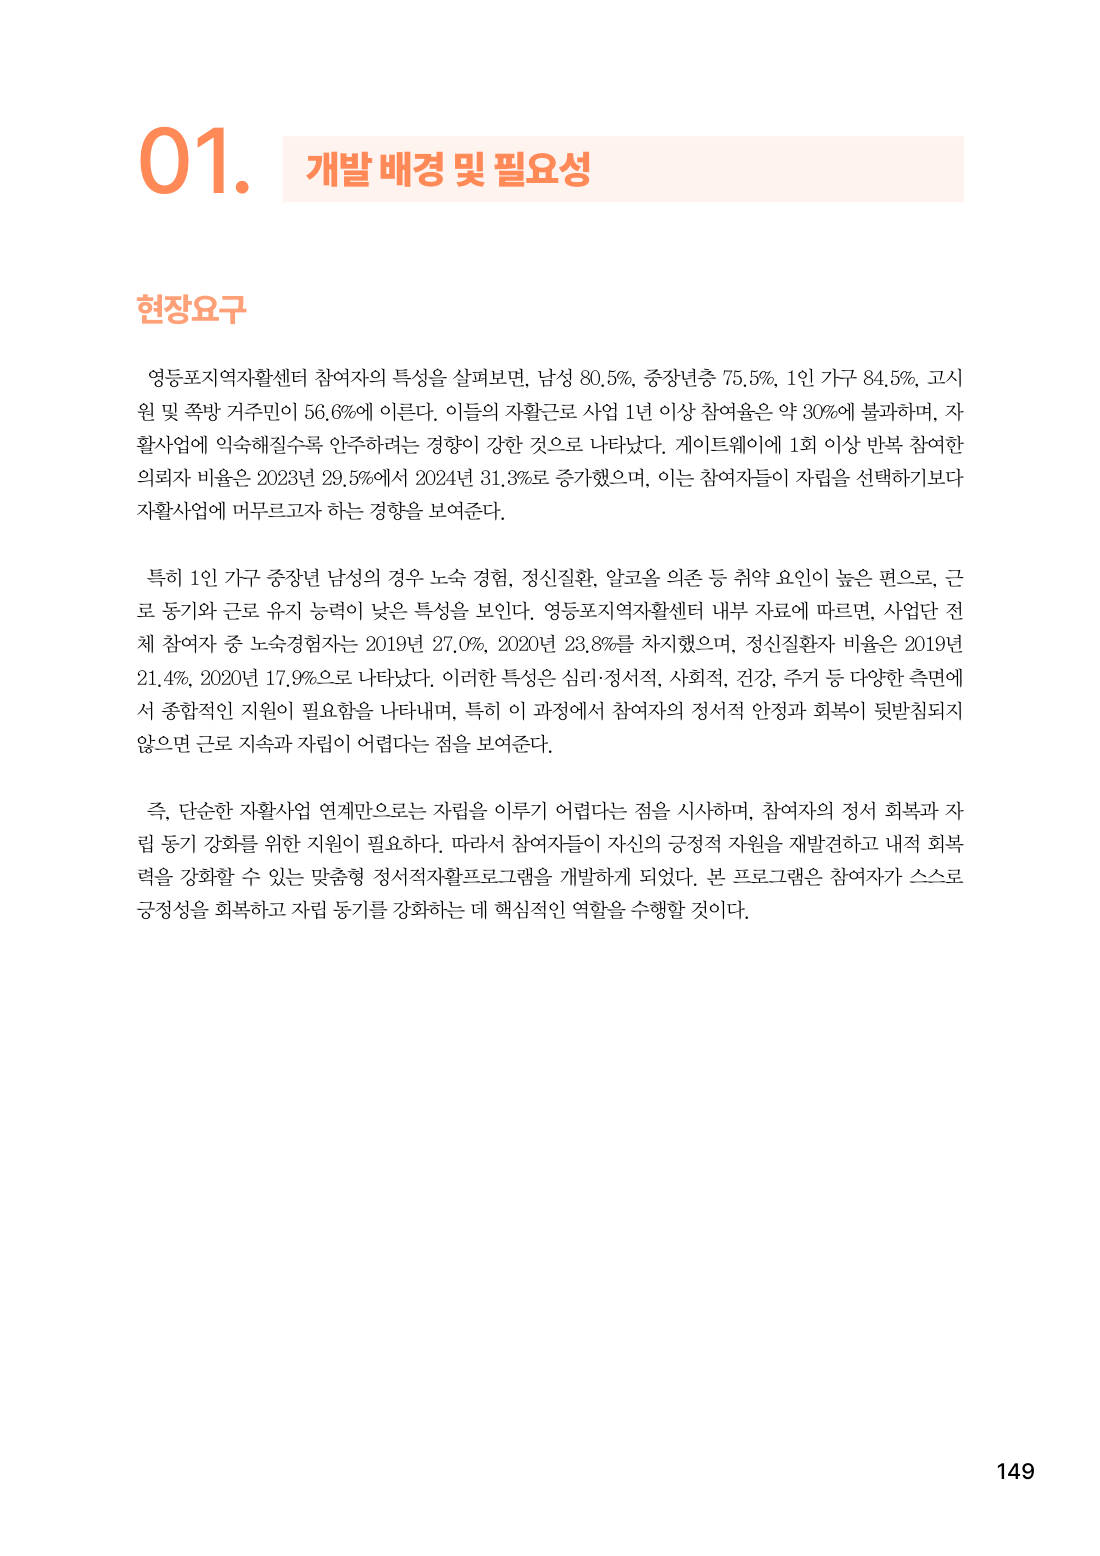 01.
개발 배경 및 필요성
현장요구
영등포지역자활센터 참여자의 특성을 살펴보면, 남성 80.5%, 중장년층 75.5%, 1인 가구 84.5%, 고시
원 및 쪽방 거주민이 56.6%에 이른다. 이들의 자활근로 사업 1년 이상 참여율은 약 30%에 불과하며, 자
활사업에 익숙해질수록 안주하려는 경향이 강한 것으로 나타났다. 게이트웨이에 1회 이상 반복 참여한
의뢰자 비율은 2023년 29.5%에서 2024년 31.3%로 증가했으며, 이는 참여자들이 자립을 선택하기보다
자활사업에 머무르고자 하는 경향을 보여준다.
특히 1인 가구 중장년 남성의 경우 노숙 경험, 정신질환, 알코올 의존 등 취약 요인이 높은 편으로, 근
로 동기와 근로 유지 능력이 낮은 특성을 보인다. 영등포지역자활센터 내부 자료에 따르면, 사업단 전
체 참여자 중 노숙경험자는 2019년 27.0%, 2020년 23.8%를 차지했으며, 정신질환자 비율은 2019년
21.4%, 2020년 17.9%으로 나타났다. 이러한 특성은 심리·정서적, 사회적, 건강, 주거 등 다양한 측면에
서 종합적인 지원이 필요함을 나타내며, 특히 이 과정에서 참여자의 정서적 안정과 회복이 뒷받침되지
않으면 근로 지속과 자립이 어렵다는 점을 보여준다.
즉, 단순한 자활사업 연계만으로는 자립을 이루기 어렵다는 점을 시사하며, 참여자의 정서 회복과 자
립 동기 강화를 위한 지원이 필요하다. 따라서 참여자들이 자신의 긍정적 자원을 재발견하고 내적 회복
력을 강화할 수 있는 맞춤형 정서적자활프로그램을 개발하게 되었다. 본 프로그램은 참여자가 스스로
긍정성을 회복하고 자립 동기를 강화하는 데 핵심적인 역할을 수행할 것이다.
149